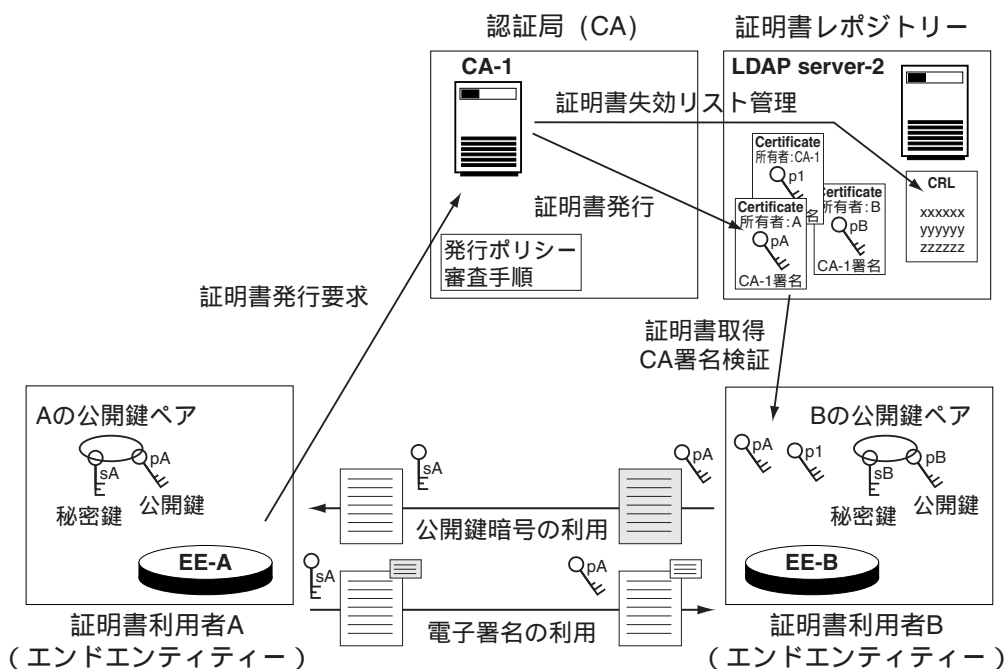 認証局 (CA)
証明書レポジトリー
CA-1
LDAP server-2
証明書失効リスト管理
Certificate
所有者:CA-1
p1
名
Certificate
所有者:A
pA
CA-1署名
ertificate
所有者:B
pB
CA-1署名
CRL
xxxxxx
yyyyyy
zzzzzz
証明書発行
発行ポリシー
審査手順
証明書発行要求
証明書取得
CA署名検証
Aの公開鍵ペア
sA
pA
秘密鍵
公開鍵
EE-A
証明書利用者A
(エンドエンティティー)
sA
pA
公開鍵暗号の利用
sA
pA
電子署名の利用
Bの公開鍵ペア
pA
p1
sB
pB
秘密鍵
公開鍵
EE-B
証明書利用者B
(エンドエンティティー)